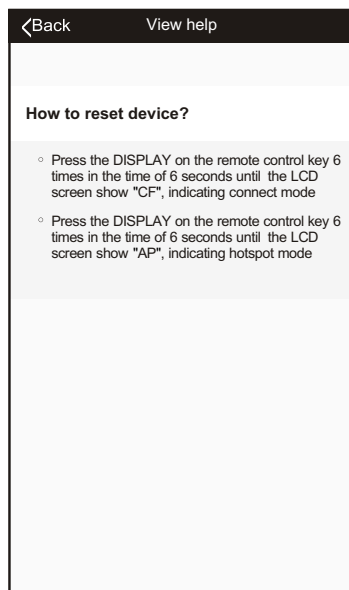 Back
View help
How to reset device?
Press the DISPLAY on the remote control key 6
times in the time of 6 seconds until the LCD
screen show "CF", indicating connect mode
Press the DISPLAY on the remote control key 6
times in the time of 6 seconds until the LCD
screen show "AP", indicating hotspot mode